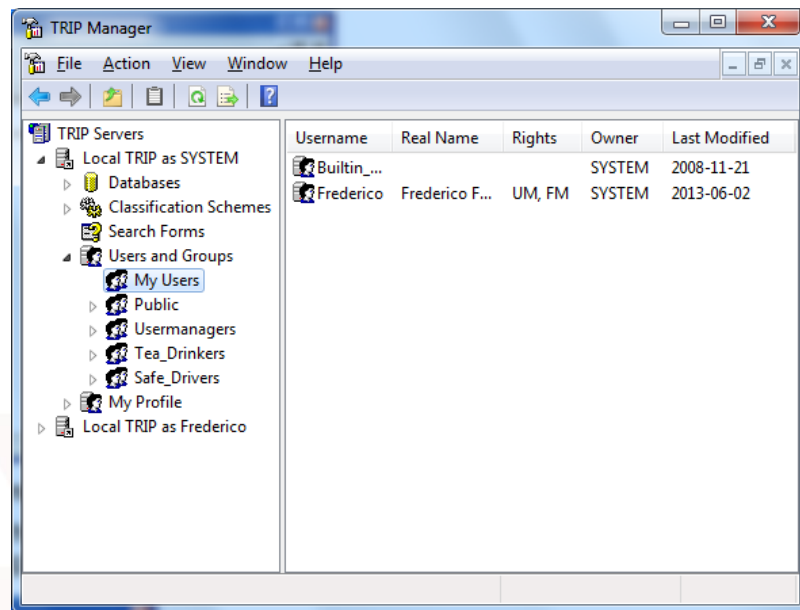 TRIP Manager
File Action View Window Help
TRIP Servers
Local TRIP as SYSTEM
Databases
Classification Schemes
Search Forms
Users and Groups
My Users
Public
Usermanagers
Tea_Drinkers
Safe_Drivers
My Profile
Local TRIP as Frederico
Username Real Name Rights Owner Last Modified
Builtin_... SYSTEM 2008-11-21
Frederico Frederico F... UM, FM SYSTEM 2013-06-02